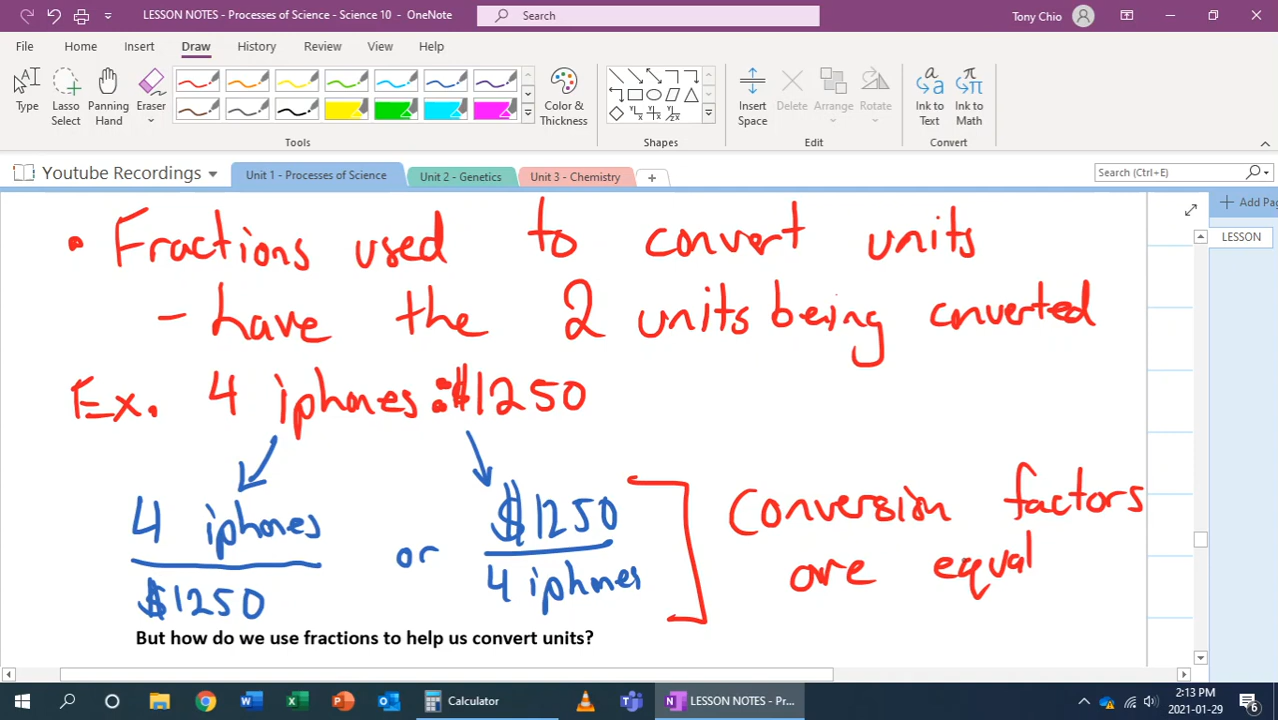 LESSON NOTES - Processes of Science - Science 10 - OneNote
Search
Tony Chio
File Home Insert Draw History Review View Help
Type
Lasso Select
Panning Hand
Eraser
Color & Thickness
Insert Space
Delete
Arrange
Rotate
Ink to Text
Ink to Math
Tools
Shapes
Edit
Convert
Youtube Recordings
Unit 1 - Processes of Science
Unit 2 - Genetics
Unit 3 - Chemistry
Search (Ctrl+E)
Add Pag
LESSON
• Fractions used to convert units
- have the 2 units being converted
Ex. 4 iphones : $1250
4 iphones
$1250
or
$1250
4 iphones
Conversion factors
are equal
But how do we use fractions to help us convert units?
Calculator
LESSON NOTES - Pr...
2:13 PM
2021-01-29
6